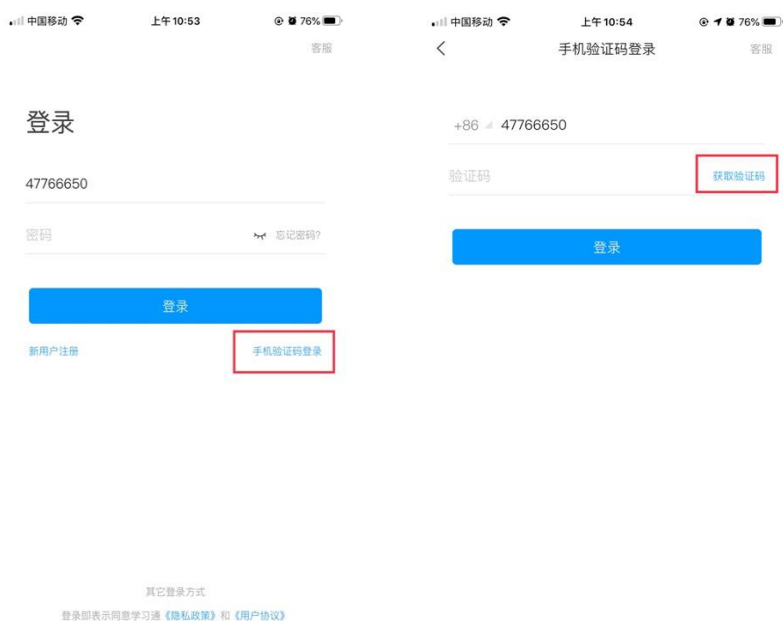 中国移动 上午10:53 76%
客服
登录
47766650
密码 忘记密码?
登录
新用户注册 手机验证码登录
其它登录方式
登录即表示同意学习通《隐私政策》和《用户协议》
中国移动 上午10:54 76%
手机验证码登录 客服
+86 47766650
验证码 获取验证码
登录